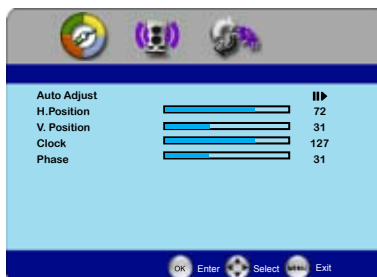 Auto Adjust
H.Position 72
V. Position 31
Clock 127
Phase 31
OK Enter Select MENU Exit